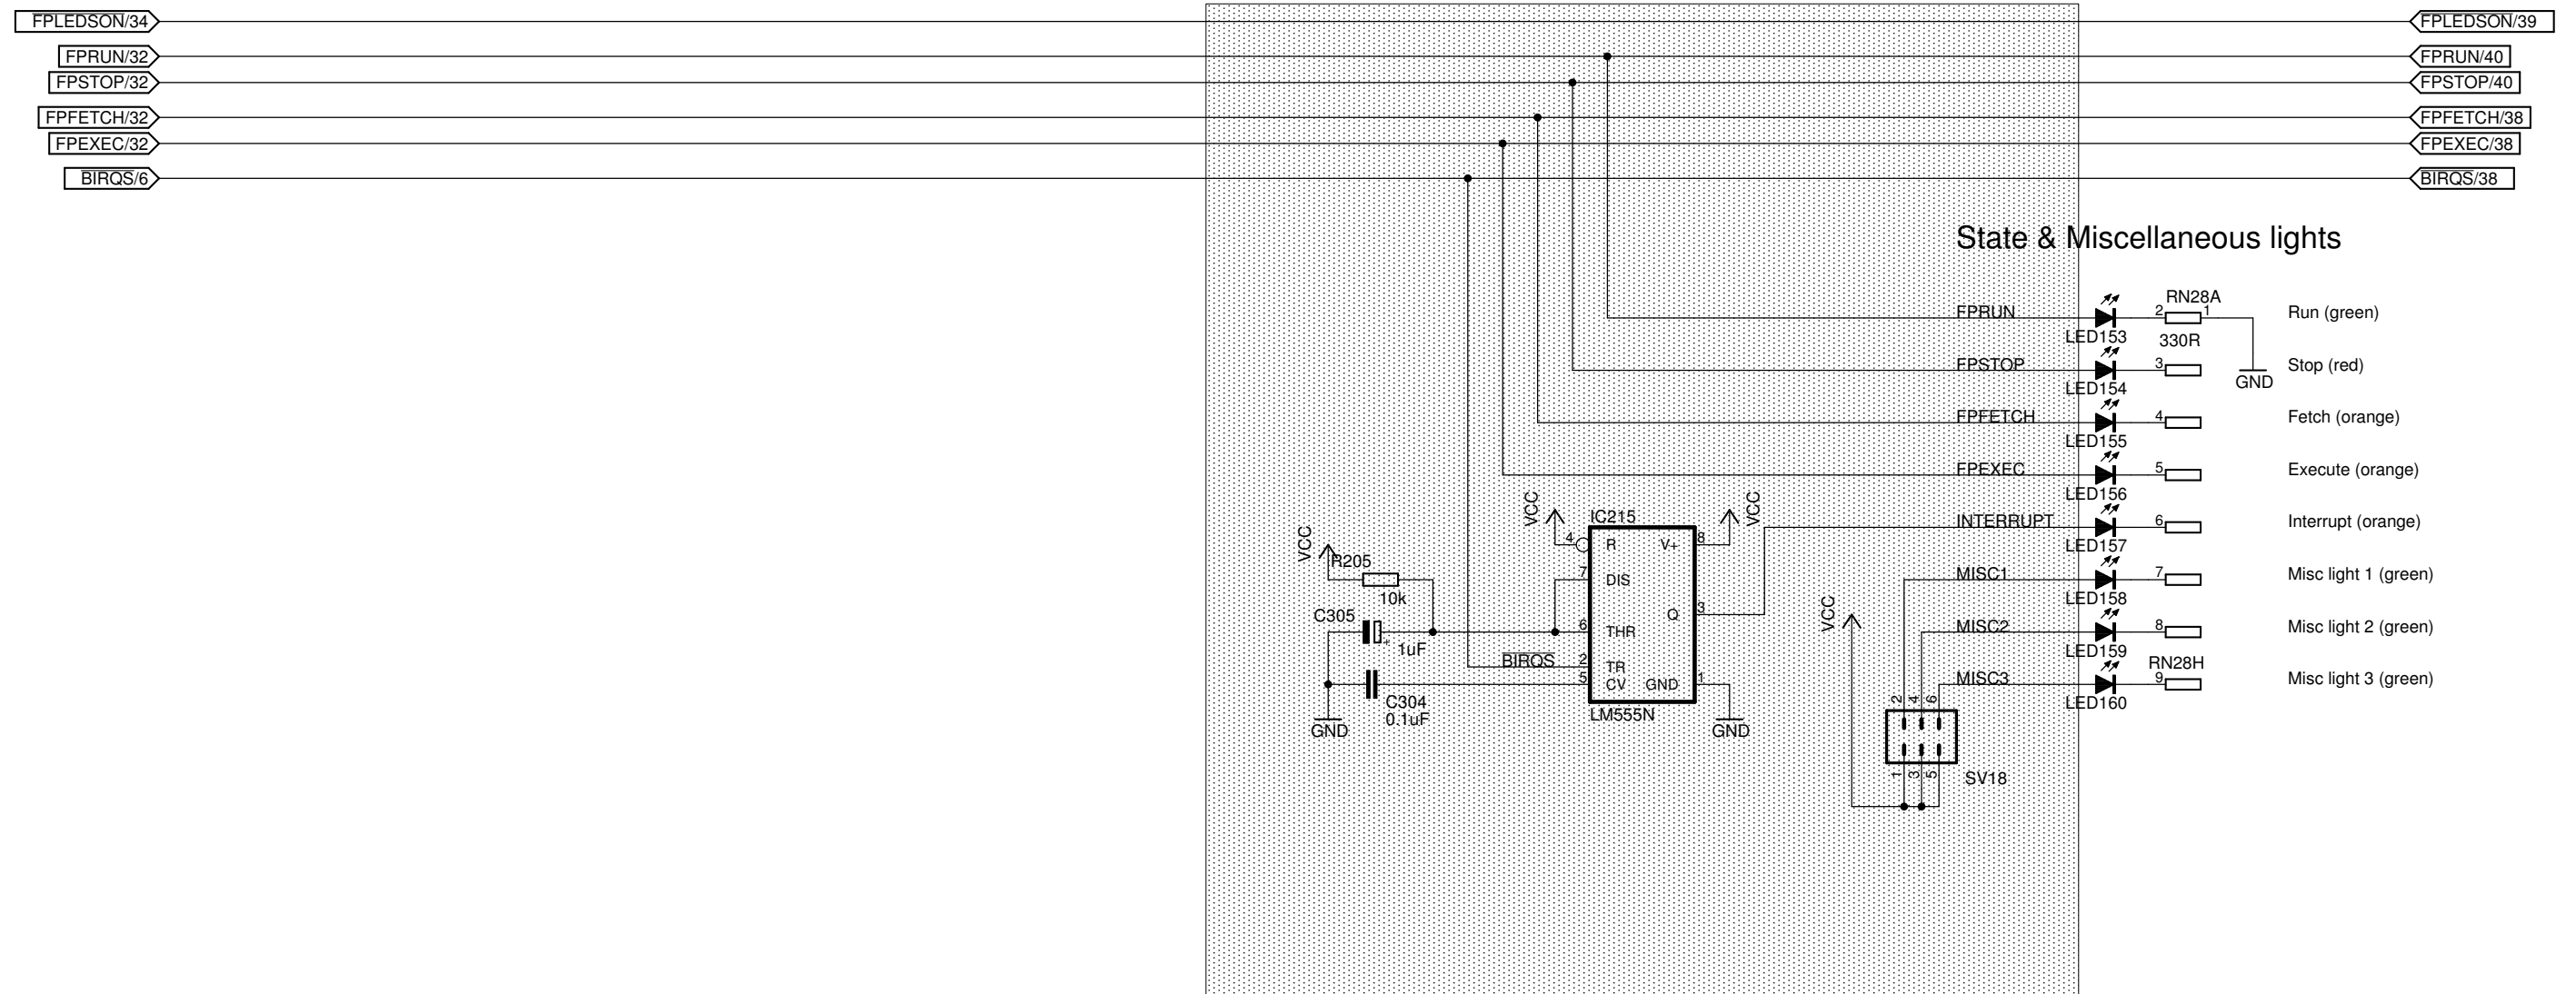 FPLEDSON/34
FPLEDSON/39
FPRUN/32
FPRUN/40
FPSTOP/32
FPSTOP/40
FPFETCH/32
FPFETCH/38
FPEXEC/32
FPEXEC/38
BIRQS/6
BIRQS/38
State & Miscellaneous lights
RN28A
FPRUN
2
1
Run (green)
LED153
330R
FPSTOP
3
Stop (red)
GND
LED154
FPFETCH
4
Fetch (orange)
LED155
FPEXEC
5
Execute (orange)
LED156
VCC
VCC
IC215
INTERRUPT
6
Interrupt (orange)
LED157
VCC
4
R
V+
8
R205
7
DIS
MISC1
7
Misc light 1 (green)
10k
LED158
C305
Q
3
VCC
6
THR
MISC2
8
Misc light 2 (green)
+
1uF
LED159
BIRQS
2
TR
RN28H
5
CV
GND
1
MISC3
9
Misc light 3 (green)
C304
0.1uF
LM555N
LED160
2
4
6
GND
GND
1
3
5
SV18